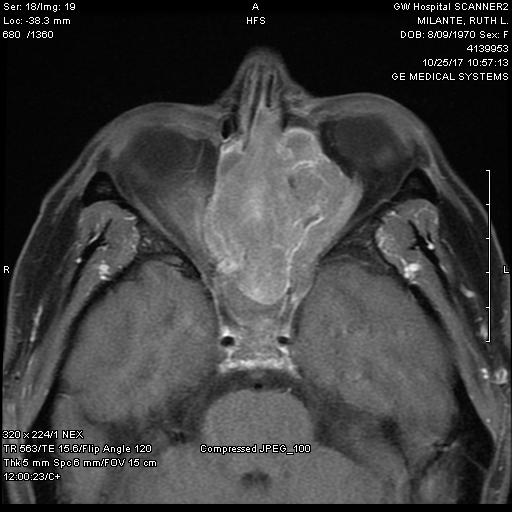 Ser: 18/Img: 19
Loc: -38.3 mm
680 /1360
A
HFS
GW Hospital SCANNER2
MILANTE, RUTH L.
DOB: 8/09/1970 Sex: F
4139953
10/25/17 10:57:13
GE MEDICAL SYSTEMS
R
L
320 x 224/1 NEX
TR 563/TE 15.6/Flip Angle 120
Thk 5 mm Spc 6 mm/FOV 15 cm
12:00:23/C+
Compressed JPEG_100